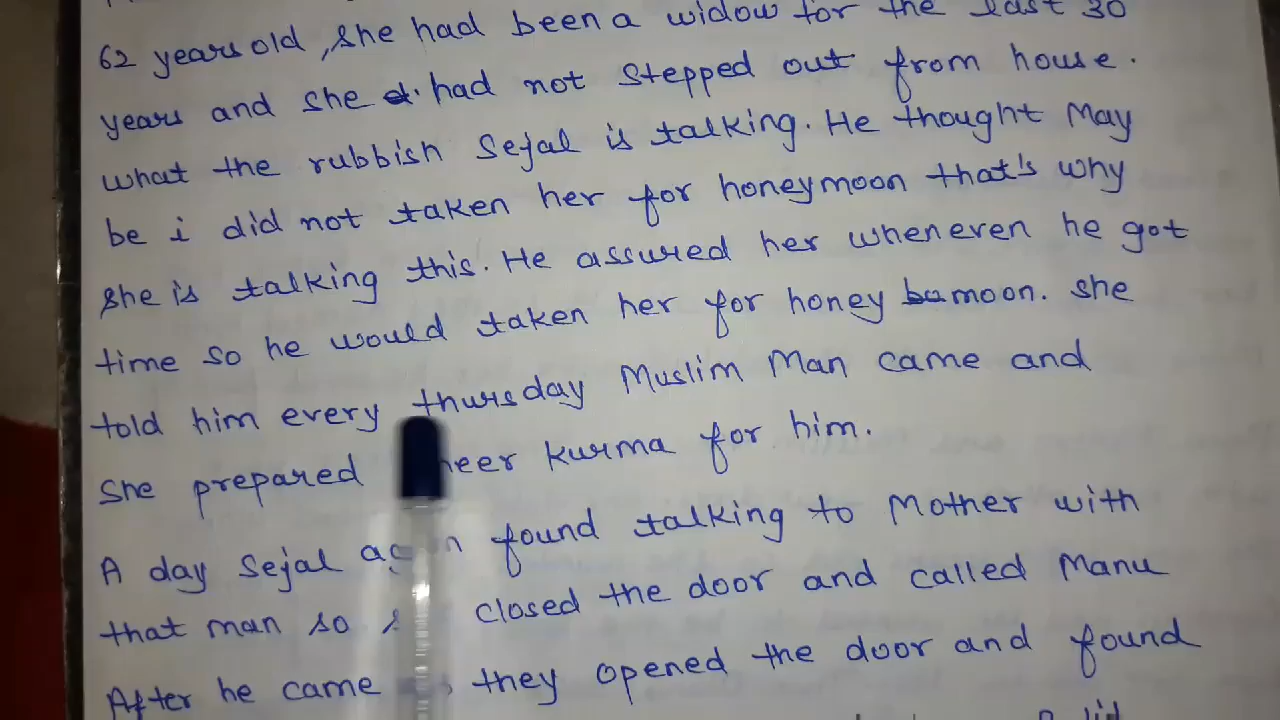 62 years old, she had been a widow for the last 30
years and she had not stepped out from house.
what the rubbish Sejal is talking. He thought May
be i did not taken her for honeymoon that's why
she is talking this. He assured her wheneven he got
time so he would taken her for honey moon. she
told him every thursday Muslim Man came and
she prepared kurma for him.
A day Sejal found talking to Mother with
that man so closed the door and called Manu
After he came they opened the door and found